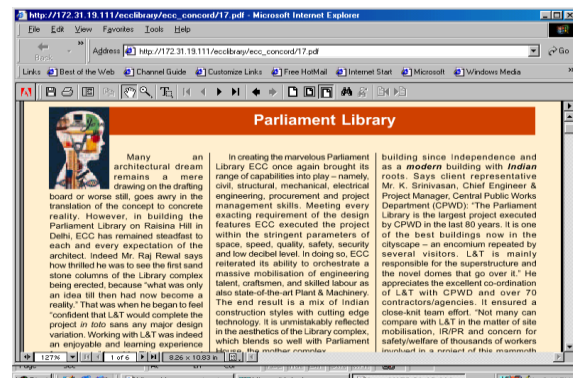 http://172.31.19.111/ecclibrary/ecc_concord/17.pdf - Microsoft Internet Explorer
File Edit View Favorites Tools Help
Back
Address http://172.31.19.111/ecclibrary/ecc_concord/17.pdf
Go
Links Best of the Web Channel Guide Customize Links Free HotMail Internet Start Microsoft Windows Media
Parliament Library
Many an
architectural dream
remains a mere
drawing on the drafting
board or worse still, goes awry in the
translation of the concept to concrete
reality. However, in building the
Parliament Library on Raisina Hill in
Delhi, ECC has remained steadfast to
each and every expectation of the
architect. Indeed Mr. Raj Rewal says
how thrilled he was to see the first sand
stone columns of the Library complex
being erected, because "what was only
an idea till then had now become a
reality." That was when he began to feel
"confident that L&T would complete the
project in toto sans any major design
variation. Working with L&T was indeed
an enjoyable and learning experience
In creating the marvelous Parliament
Library ECC once again brought its
range of capabilities into play – namely,
civil, structural, mechanical, electrical
engineering, procurement and project
management skills. Meeting every
exacting requirement of the design
features ECC executed the project
within the stringent parameters of
space, speed, quality, safety, security
and low decibel level. In doing so, ECC
reiterated its ability to orchestrate a
massive mobilisation of engineering
talent, craftsmen, and skilled labour as
also state-of-the-art Plant & Machinery.
The end result is a mix of Indian
construction styles with cutting edge
technology. It is unmistakably reflected
in the aesthetics of the Library complex,
which blends so well with Parliament
House, the mother complex.
building since Independence and
as a modern building with Indian
roots. Says client representative
Mr. K. Srinivasan, Chief Engineer &
Project Manager, Central Public Works
Department (CPWD): "The Parliament
Library is the largest project executed
by CPWD in the last 80 years. It is one
of the best buildings now in the
cityscape – an encomium repeated by
several visitors. L&T is mainly
responsible for the superstructure and
the novel domes that go over it." He
appreciates the excellent co-ordination
of L&T with CPWD and over 70
contractors/agencies. It ensured a
close-knit team effort. "Not many can
compare with L&T in the matter of site
mobilisation, IR/PR and concern for
safety/welfare of thousands of workers
involved in a project of this mammoth
127% 1 of 6 8.26 x 10.83 in